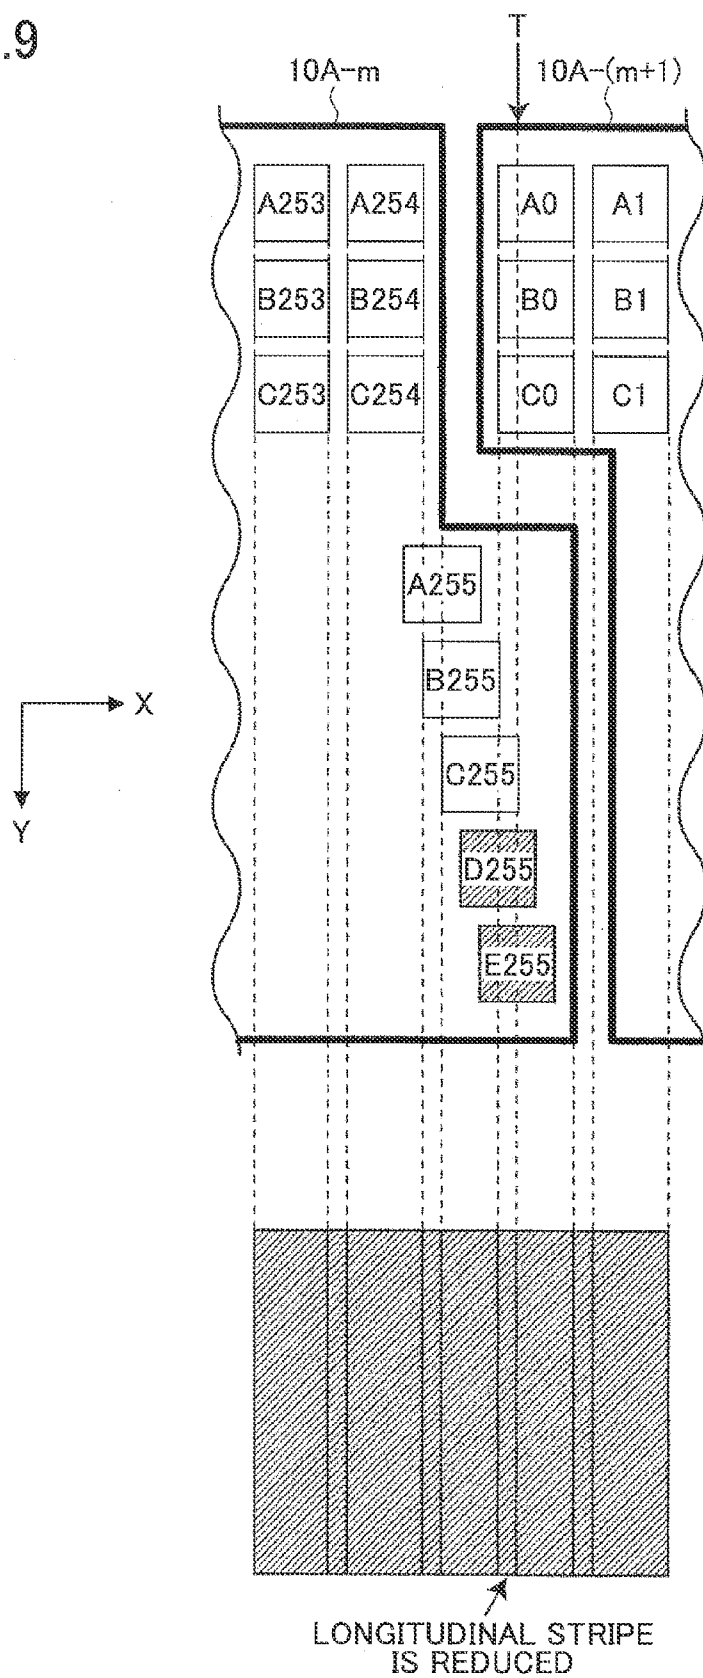 .9
I
10A-m 10A-(m+1)
A253 A254 A0 A1
B253 B254 B0 B1
C253 C254 C0 C1
A255
B255
X
C255
Y
D255
E255
LONGITUDINAL STRIPE
IS REDUCED